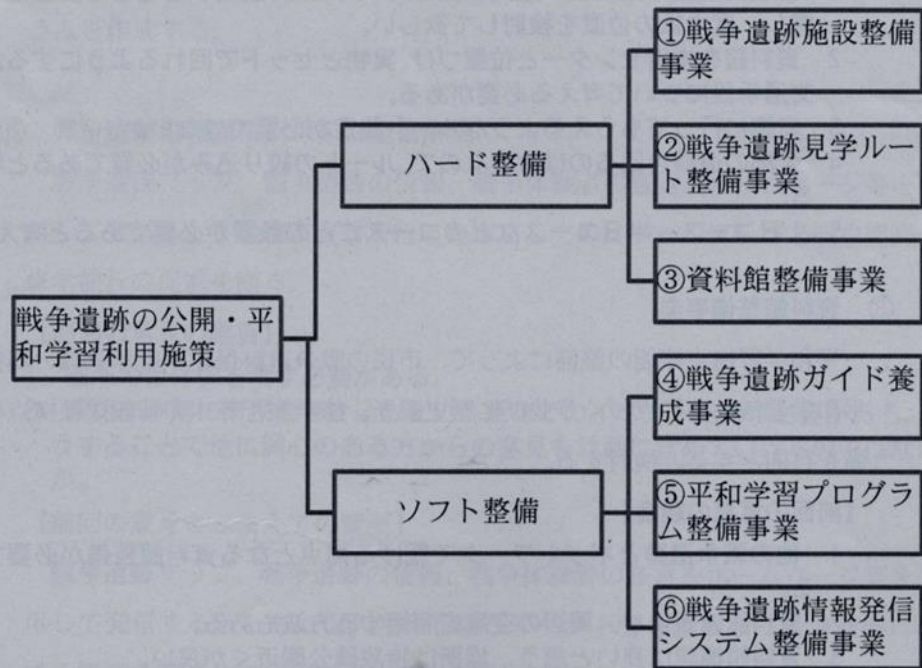 戦争遺跡の公開・平
和学習利用施策
ハード整備
①戦争遺跡施設整備
事業
②戦争遺跡見学ルー
ト整備事業
③資料館整備事業
ソフト整備
④戦争遺跡ガイド養
成事業
⑤平和学習プログラ
ム整備事業
⑥戦争遺跡情報発信
システム整備事業